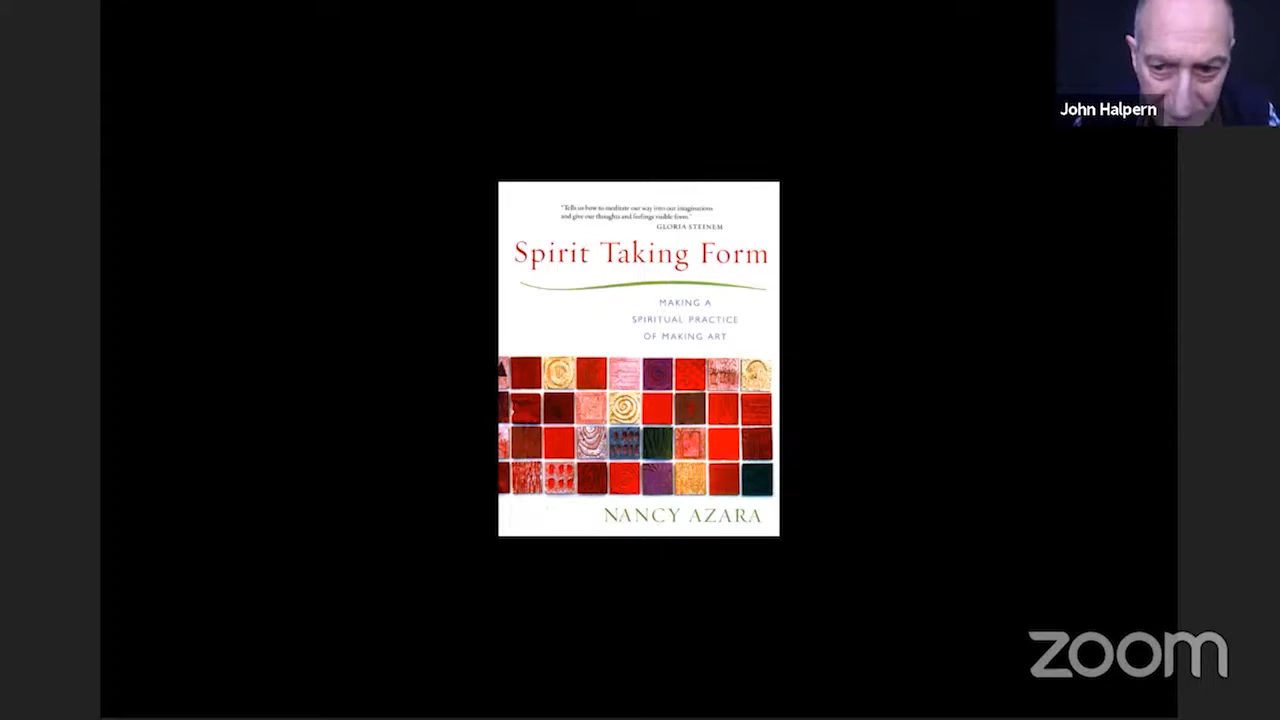 John Halpern
"Tells us how to meditate our way into our imaginations
and give our thoughts and feelings visible form."
GLORIA STEINEM
Spirit Taking Form
MAKING A
SPIRITUAL PRACTICE
OF MAKING ART
NANCY AZARA
zoom